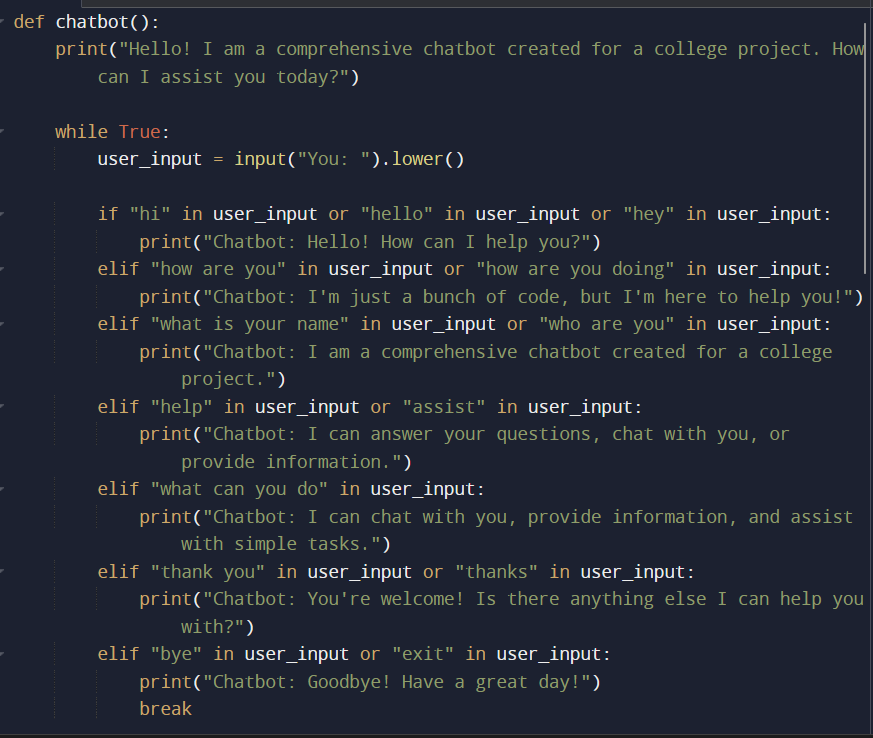 def chatbot():
    print("Hello! I am a comprehensive chatbot created for a college project. How
        can I assist you today?")

    while True:
        user_input = input("You: ").lower()

        if "hi" in user_input or "hello" in user_input or "hey" in user_input:
            print("Chatbot: Hello! How can I help you?")
        elif "how are you" in user_input or "how are you doing" in user_input:
            print("Chatbot: I'm just a bunch of code, but I'm here to help you!")
        elif "what is your name" in user_input or "who are you" in user_input:
            print("Chatbot: I am a comprehensive chatbot created for a college
                project.")
        elif "help" in user_input or "assist" in user_input:
            print("Chatbot: I can answer your questions, chat with you, or
                provide information.")
        elif "what can you do" in user_input:
            print("Chatbot: I can chat with you, provide information, and assist
                with simple tasks.")
        elif "thank you" in user_input or "thanks" in user_input:
            print("Chatbot: You're welcome! Is there anything else I can help you
                with?")
        elif "bye" in user_input or "exit" in user_input:
            print("Chatbot: Goodbye! Have a great day!")
            break